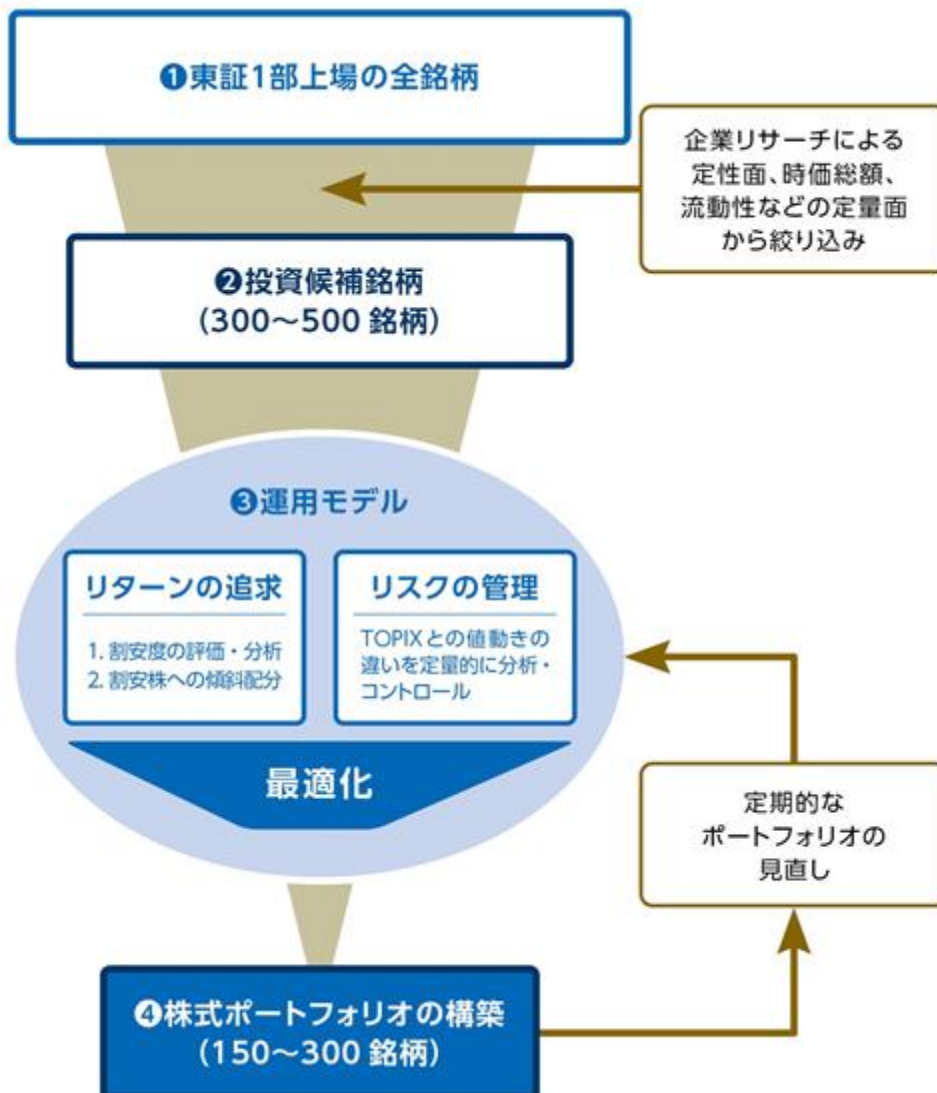 ❶東証1部上場の全銘柄
企業リサーチによる
定性面、時価総額、
流動性などの定量面
から絞り込み
❷投資候補銘柄
(300～500 銘柄)
❸運用モデル
リターンの追求
1. 割安度の評価・分析
2. 割安株への傾斜配分
リスクの管理
TOPIXとの値動きの
違いを定量的に分析・
コントロール
最適化
定期的な
ポートフォリオの
見直し
❹株式ポートフォリオの構築
(150～300 銘柄)